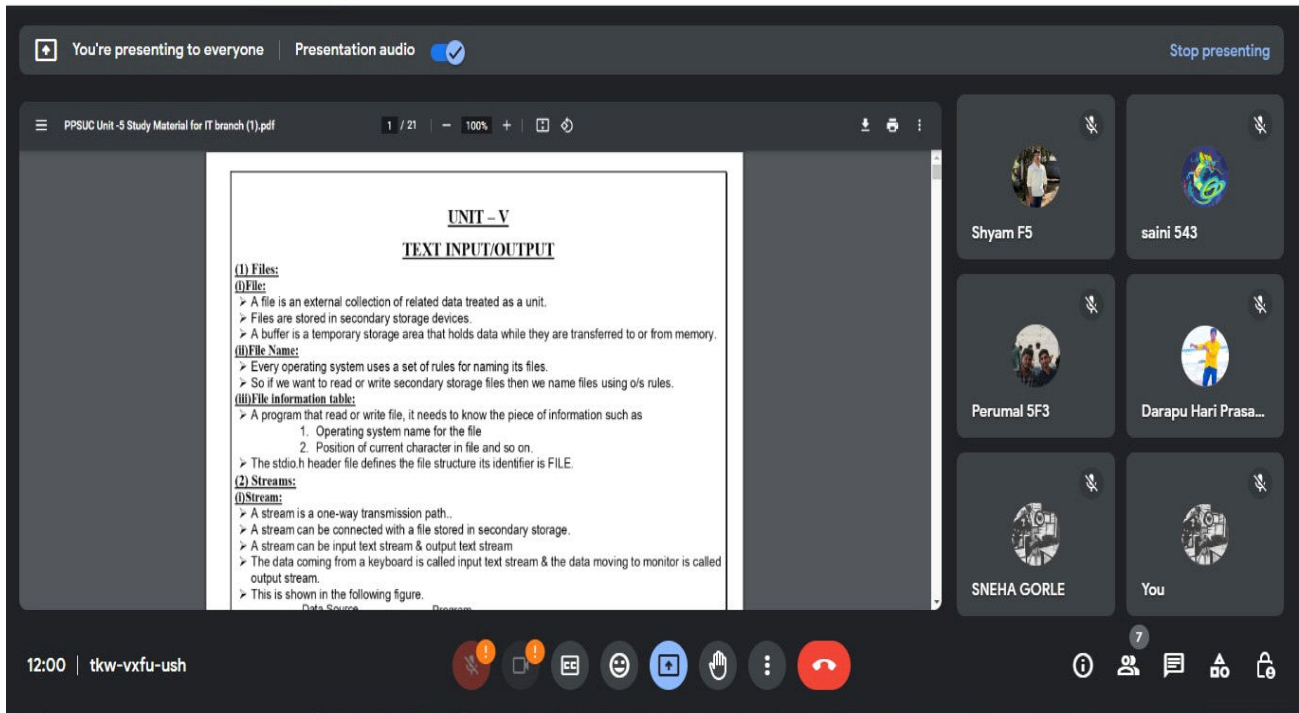 You're presenting to everyone
Presentation audio
Stop presenting
PPSUC Unit -5 Study Material for IT branch (1).pdf
1 / 21
100%
UNIT – V
TEXT INPUT/OUTPUT
(1) Files:
(i)File:
➢ A file is an external collection of related data treated as a unit.
➢ Files are stored in secondary storage devices.
➢ A buffer is a temporary storage area that holds data while they are transferred to or from memory.
(ii)File Name:
➢ Every operating system uses a set of rules for naming its files.
➢ So if we want to read or write secondary storage files then we name files using o/s rules.
(iii)File information table:
➢ A program that read or write file, it needs to know the piece of information such as
1. Operating system name for the file
2. Position of current character in file and so on.
➢ The stdio.h header file defines the file structure its identifier is FILE.
(2) Streams:
(i)Stream:
➢ A stream is a one-way transmission path..
➢ A stream can be connected with a file stored in secondary storage.
➢ A stream can be input text stream & output text stream
➢ The data coming from a keyboard is called input text stream & the data moving to monitor is called
output stream.
➢ This is shown in the following figure.
Data Source Program
Shyam F5
saini 543
Perumal 5F3
Darapu Hari Prasa...
SNEHA GORLE
You
12:00 | tkw-vxfu-ush
CC
7